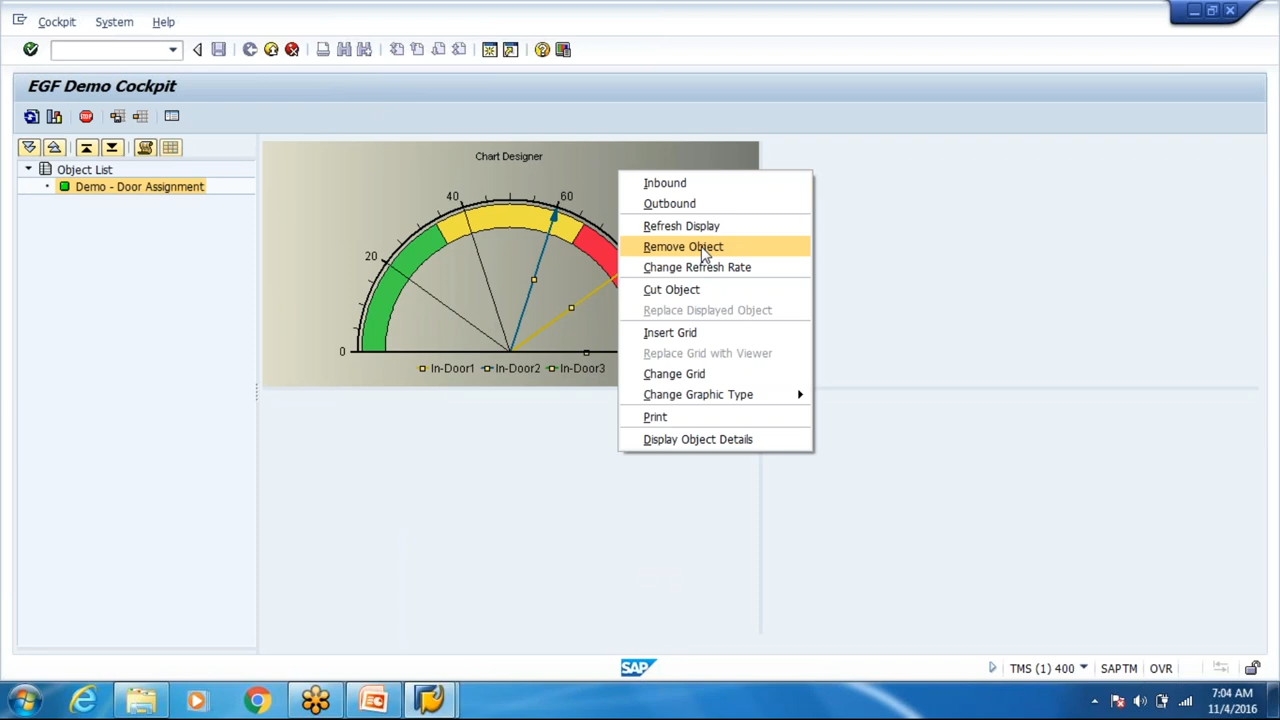 Cockpit System Help
EGF Demo Cockpit
Object List
Demo - Door Assignment
Chart Designer
40
60
20
0
In-Door1 In-Door2 In-Door3
Inbound
Outbound
Refresh Display
Remove Object
Change Refresh Rate
Cut Object
Replace Displayed Object
Insert Grid
Replace Grid with Viewer
Change Grid
Change Graphic Type
Print
Display Object Details
SAP
TMS (1) 400 SAPTM OVR
7:04 AM
11/4/2016